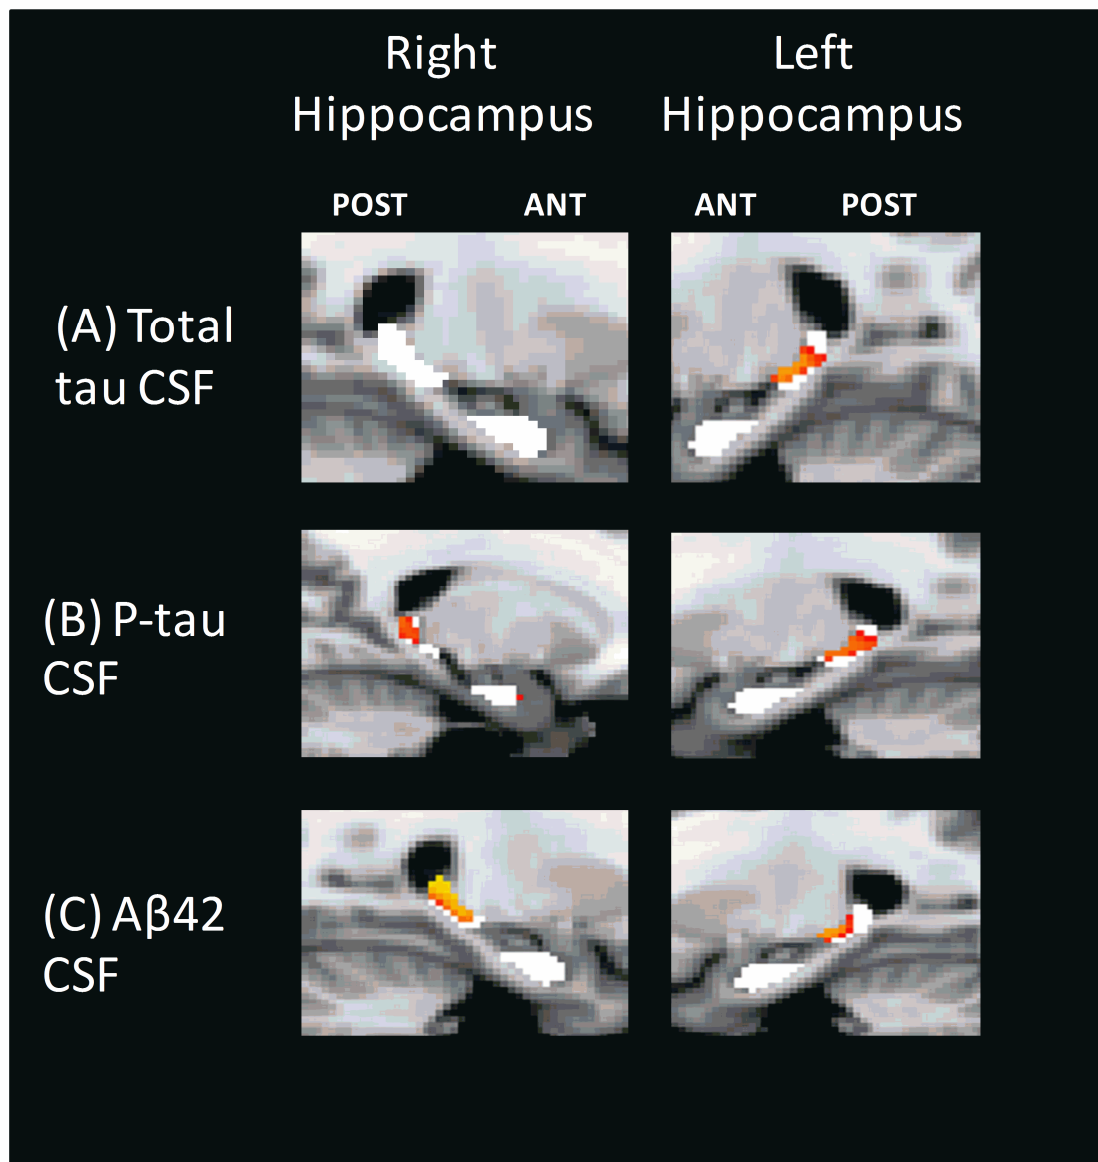 Right Left
Hippocampus Hippocampus
POST ANT ANT POST
(A) Total
tau CSF
(B) P-tau
CSF
(C) Aβ42
CSF